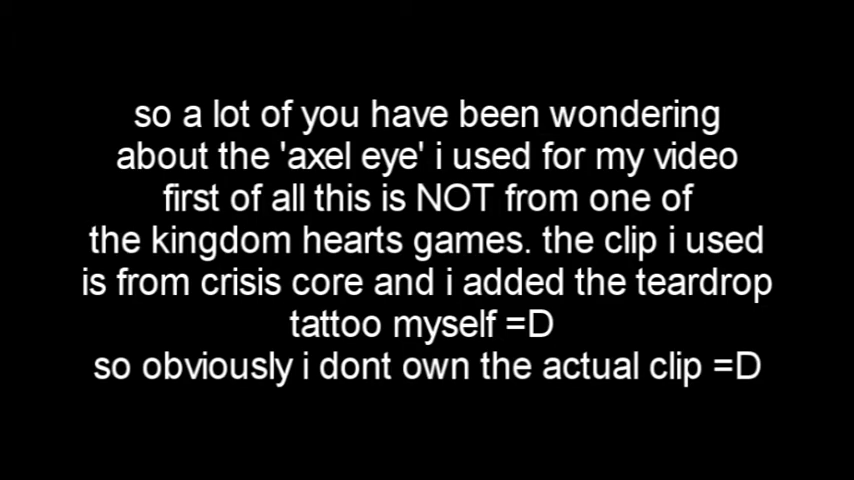 so a lot of you have been wondering
about the 'axel eye' i used for my video
first of all this is NOT from one of
the kingdom hearts games. the clip i used
is from crisis core and i added the teardrop
tattoo myself =D
so obviously i dont own the actual clip =D